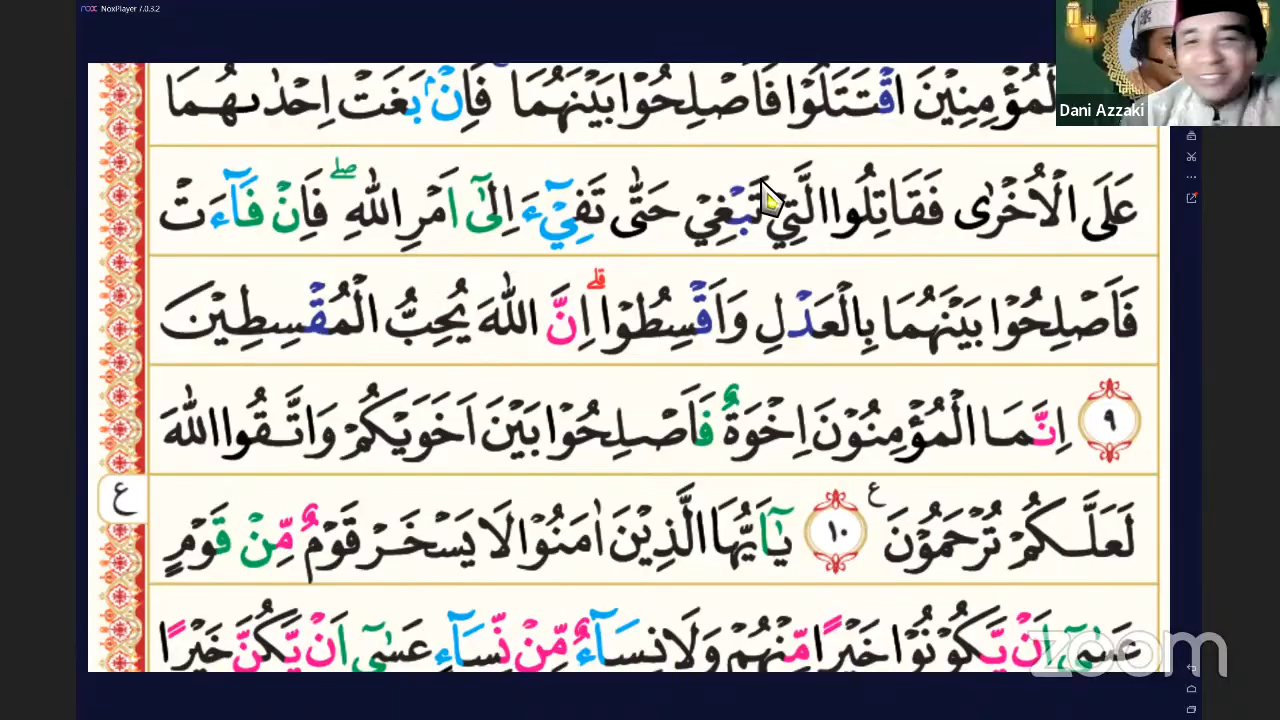 NoxPlayer 7.0.3.2
Dani Azzaki
لْمُؤْمِنِيْنَ اقْتَتَلُوْا فَاَصْلِحُوْا بَيْنَهُمَا فَاِنْۢ بَغَتْ اِحْدٰىهُمَا
عَلَى الْاُخْرٰى فَقَاتِلُوا الَّتِيْ تَبْغِيْ حَتّٰى تَفِيْۤءَ اِلٰٓى اَمْرِ اللّٰهِ ۖ فَاِنْ فَاۤءَتْ
فَاَصْلِحُوْا بَيْنَهُمَا بِالْعَدْلِ وَاَقْسِطُوْا ۗ اِنَّ اللّٰهَ يُحِبُّ الْمُقْسِطِيْنَ
٩ اِنَّمَا الْمُؤْمِنُوْنَ اِخْوَةٌ فَاَصْلِحُوْا بَيْنَ اَخَوَيْكُمْ وَاتَّقُوا اللّٰهَ
لَعَلَّكُمْ تُرْحَمُوْنَ ع ١٠ يٰٓاَيُّهَا الَّذِيْنَ اٰمَنُوْا لَا يَسْخَرْ قَوْمٌ مِّنْ قَوْمٍ
ع
عَسٰٓى اَنْ يَّكُوْنُوْا خَيْرًا مِّنْهُمْ وَلَا نِسَاۤءٌ مِّنْ نِّسَاۤءٍ عَسٰٓى اَنْ يَّكُنَّ خَيْرًا
zoom